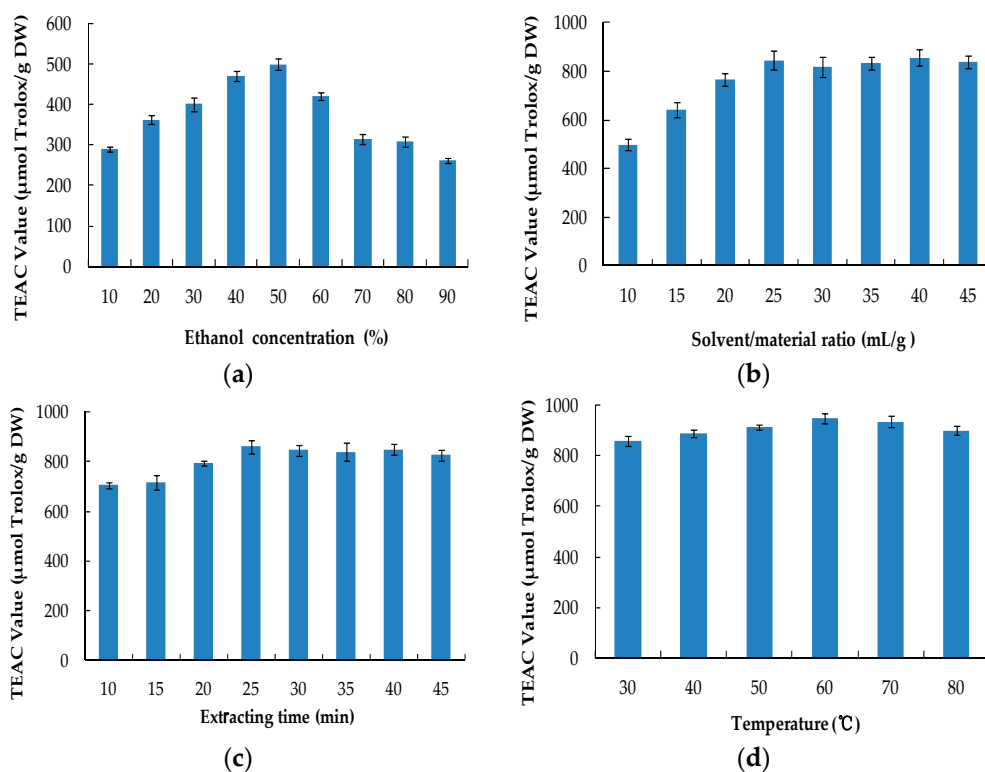 TEAC Value (μmol Trolox/g DW)
600
500
400
300
200
100
0
10 20 30 40 50 60 70 80 90
Ethanol concentration (%)
(a)
TEAC Value (μmol Trolox/g DW)
1000
800
600
400
200
0
10 15 20 25 30 35 40 45
Solvent/material ratio (mL/g )
(b)
TEAC Value (μmol Trolox/g DW)
1000
800
600
400
200
0
10 15 20 25 30 35 40 45
Extracting time (min)
(c)
TEAC Value (μmol Trolox/g DW)
1000
800
600
400
200
0
30 40 50 60 70 80
Temperature (℃)
(d)